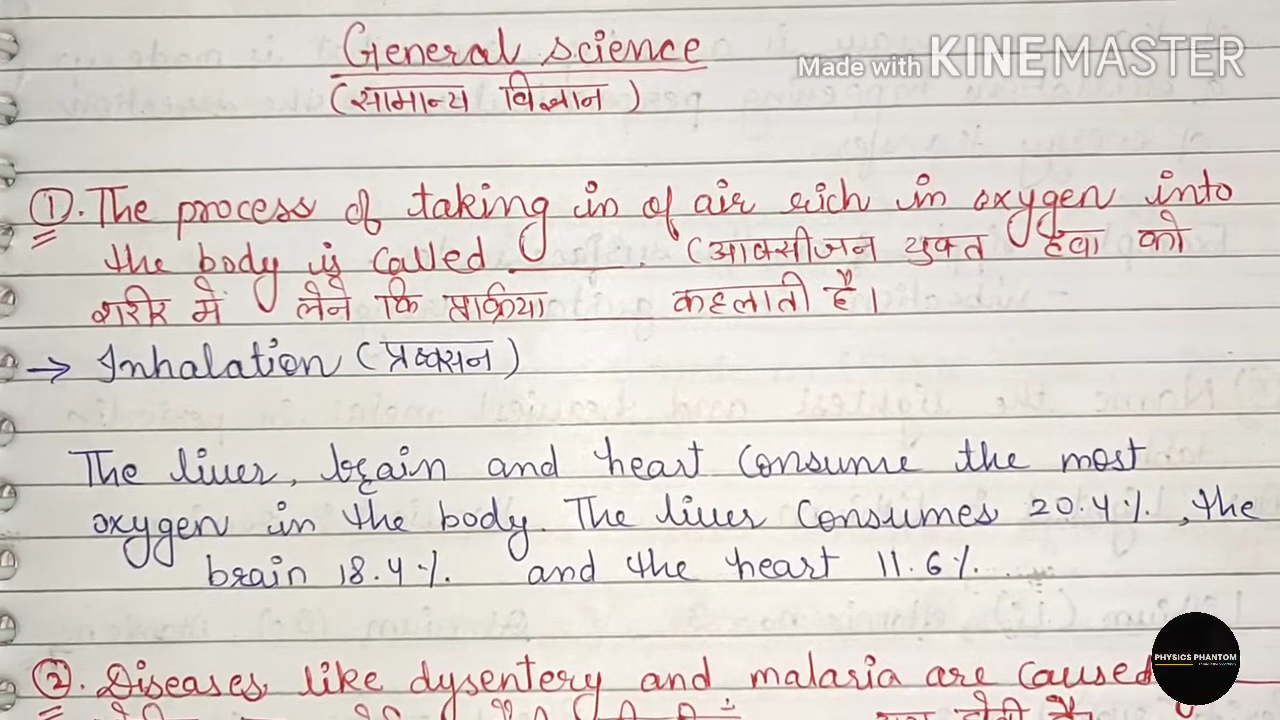 General science
Made with KINEMASTER
(सामान्य विज्ञान)
①. The process of taking in of air rich in oxygen into
the body is called ______. (आक्सीजन युक्त हवा को
शरीर में लेने कि प्रक्रिया कहलाती है।
→ Inhalation (प्रश्वसन)
The liver, brain and heart consume the most
oxygen in the body. The liver consumes 20.4%, the
brain 18.4% and the heart 11.6%.
②. Diseases like dysentery and malaria are caused
PHYSICS PHANTOM